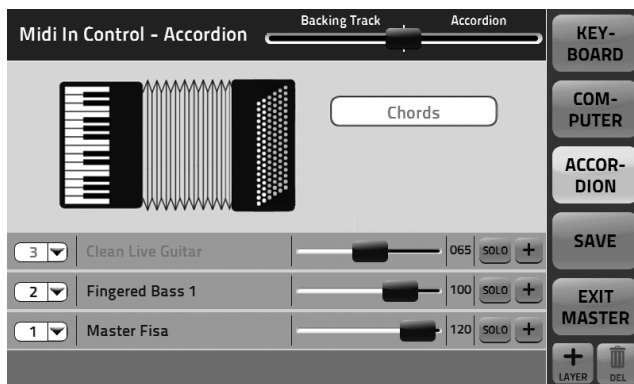 Midi In Control - Accordion
Backing Track
Accordion
Chords
3
Clean Live Guitar
065
SOLO
+
2
Fingered Bass 1
100
SOLO
+
1
Master Fisa
120
SOLO
+
KEY-
BOARD
COM-
PUTER
ACCOR-
DION
SAVE
EXIT
MASTER
+
LAYER
DEL